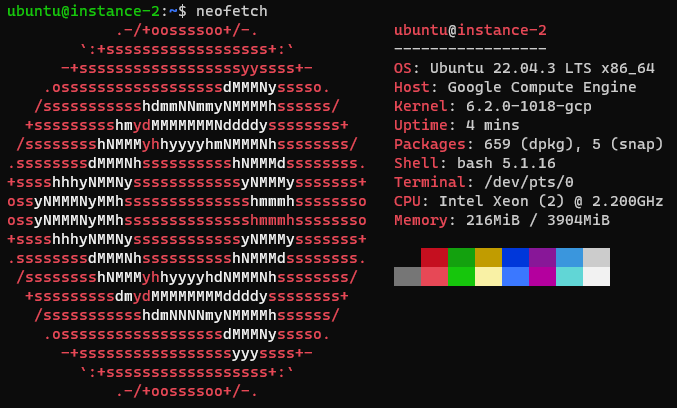 ubuntu@instance-2:~$ neofetch
            .-/+oossssoo+/-.               ubuntu@instance-2
        `:+ssssssssssssssssss+:`           -----------------
      -+ssssssssssssssssssyyssss+-         OS: Ubuntu 22.04.3 LTS x86_64
    .ossssssssssssssssssdMMMNysssso.       Host: Google Compute Engine
   /ssssssssssshdmmNNmmyNMMMMhssssss/      Kernel: 6.2.0-1018-gcp
  +ssssssssshmydMMMMMMMNddddyssssssss+     Uptime: 4 mins
 /sssssssshNMMMyhhyyyyhmNMMMNhssssssss/    Packages: 659 (dpkg), 5 (snap)
.ssssssssdMMMNhsssssssssshNMMMdssssssss.   Shell: bash 5.1.16
+sssshhhyNMMNyssssssssssssyNMMMysssssss+   Terminal: /dev/pts/0
ossyNMMMNyMMhsssssssssssssshmmmhssssssso   CPU: Intel Xeon (2) @ 2.200GHz
ossyNMMMNyMMhsssssssssssssshmmmhssssssso   Memory: 216MiB / 3904MiB
+sssshhhyNMMNyssssssssssssyNMMMysssssss+
.ssssssssdMMMNhsssssssssshNMMMdssssssss.
 /sssssssshNMMMyhhyyyyhdNMMMNhssssssss/
  +sssssssssdmydMMMMMMMMddddyssssssss+
   /ssssssssssshdmNNNNmyNMMMMhssssss/
    .ossssssssssssssssssdMMMNysssso.
      -+sssssssssssssssssyyyssss+-
        `:+ssssssssssssssssss+:`
            .-/+oossssoo+/-.